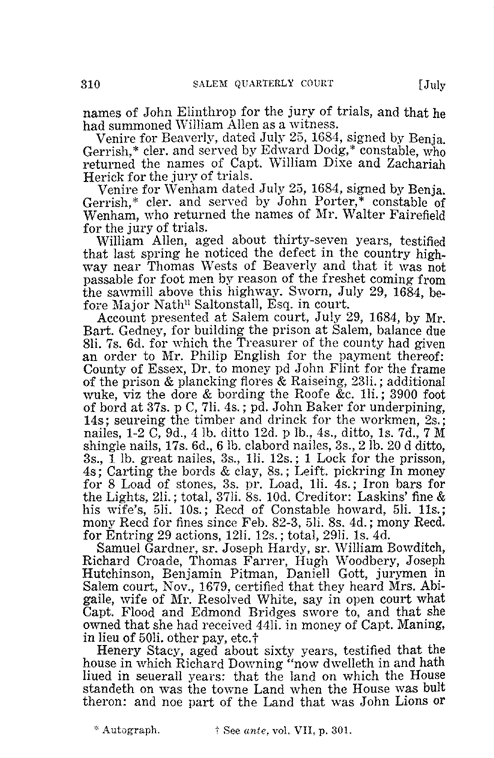 310 SALEM QUARTERLY COURT [July
names of John Elinthrop for the jury of trials, and that he
had summoned William Allen as a witness.
Venire for Beaverly, dated July 25, 1684, signed by Benja.
Gerrish,* cler. and served by Edward Dodg,* constable, who
returned the names of Capt. William Dixe and Zachariah
Herick for the jury of trials.
Venire for Wenham dated July 25, 1684, signed by Benja.
Gerrish,* cler. and served by John Porter,* constable of
Wenham, who returned the names of Mr. Walter Fairefield
for the jury of trials.
William Allen, aged about thirty-seven years, testified
that last spring he noticed the defect in the country high-
way near Thomas Wests of Beaverly and that it was not
passable for foot men by reason of the freshet coming from
the sawmill above this highway. Sworn, July 29, 1684, be-
fore Major Nathll Saltonstall, Esq. in court.
Account presented at Salem court, July 29, 1684, by Mr.
Bart. Gedney, for building the prison at Salem, balance due
8li. 7s. 6d. for which the Treasurer of the county had given
an order to Mr. Philip English for the payment thereof:
County of Essex, Dr. to money pd John Flint for the frame
of the prison & plancking flores & Raiseing, 23li.; additional
wuke, viz the dore & bording the Roofe &c. 1li.; 3900 foot
of bord at 37s. p C, 7li. 4s.; pd. John Baker for underpining,
14s; seureing the timber and drinck for the workmen, 2s.;
nailes, 1-2 C, 9d., 4 lb. ditto 12d. p lb., 4s., ditto, 1s. 7d., 7 M
shingle nails, 17s. 6d., 6 lb. clabord nailes, 3s., 2 lb. 20 d ditto,
3s., 1 lb. great nailes, 3s., 1li. 12s.; 1 Lock for the prisson,
4s; Carting the bords & clay, 8s.; Leift. pickring In money
for 8 Load of stones, 3s. pr. Load, 1li. 4s.; Iron bars for
the Lights, 2li.; total, 37li. 8s. 10d. Creditor: Laskins' fine &
his wife's, 5li. 10s.; Recd of Constable howard, 5li. 11s.;
mony Recd for fines since Feb. 82-3, 5li. 8s. 4d.; mony Recd.
for Entring 29 actions, 12li. 12s.; total, 29li. 1s. 4d.
Samuel Gardner, sr. Joseph Hardy, sr. William Bowditch,
Richard Croade, Thomas Farrer, Hugh Woodbery, Joseph
Hutchinson, Benjamin Pitman, Daniell Gott, jurymen in
Salem court, Nov., 1679, certified that they heard Mrs. Abi-
gaile, wife of Mr. Resolved White, say in open court what
Capt. Flood and Edmond Bridges swore to, and that she
owned that she had received 44li. in money of Capt. Maning,
in lieu of 50li. other pay, etc.†
Henery Stacy, aged about sixty years, testified that the
house in which Richard Downing "now dwelleth in and hath
liued in seuerall years: that the land on which the House
standeth on was the towne Land when the House was bult
theron: and noe part of the Land that was John Lions or
* Autograph. † See ante, vol. VII, p. 301.